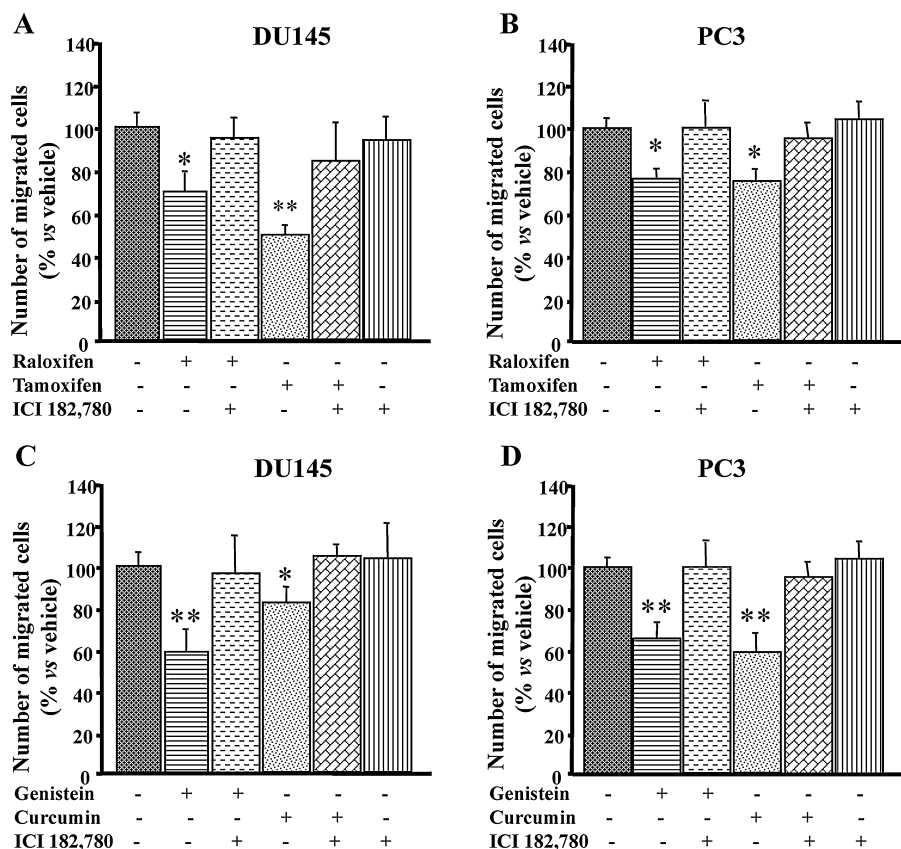 A
DU145
Number of migrated cells
(% vs vehicle)
140
120
100
80
60
40
20
0
* **
Raloxifen - + + - - -
Tamoxifen - - - + + -
ICI 182,780 - - + - + +
B
PC3
Number of migrated cells
(% vs vehicle)
140
120
100
80
60
40
20
0
* *
Raloxifen - + + - - -
Tamoxifen - - - + + -
ICI 182,780 - - + - + +
C
DU145
Number of migrated cells
(% vs vehicle)
140
120
100
80
60
40
20
0
** *
Genistein - + + - - -
Curcumin - - - + + -
ICI 182,780 - - + - + +
D
PC3
Number of migrated cells
(% vs vehicle)
140
120
100
80
60
40
20
0
** **
Genistein - + + - - -
Curcumin - - - + + -
ICI 182,780 - - + - + +